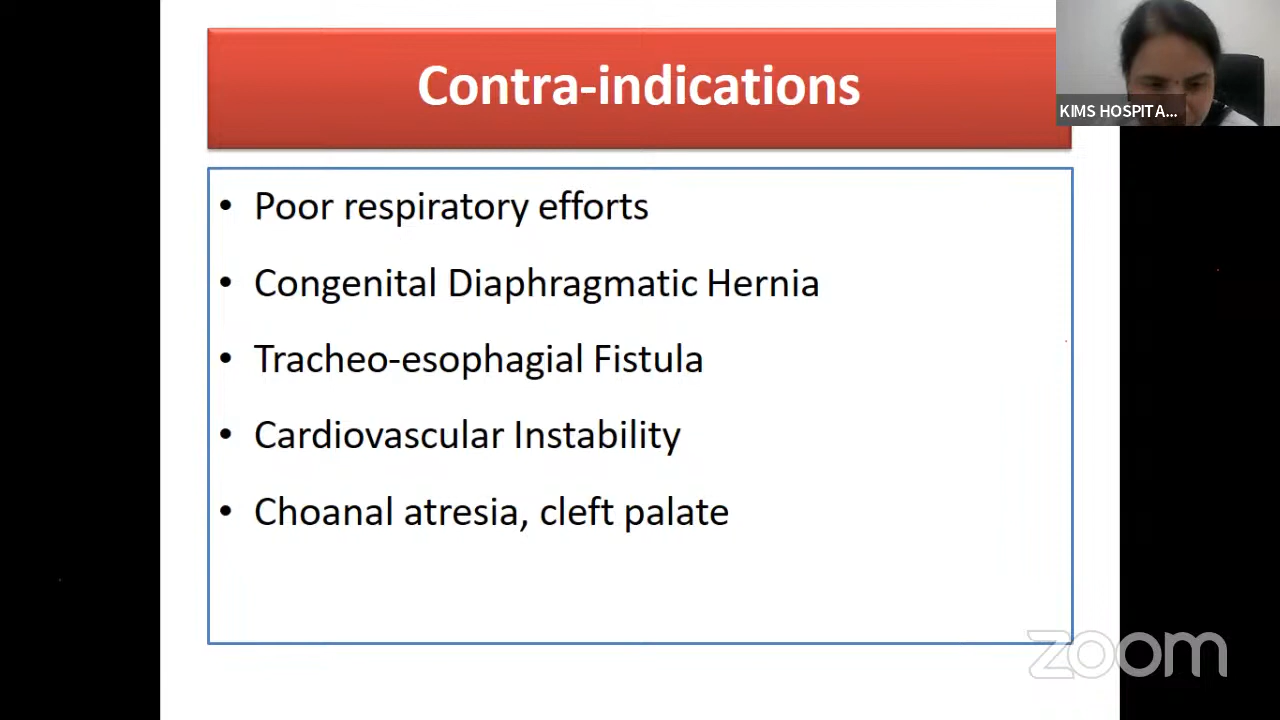 Contra-indications
KIMS HOSPITA...
• Poor respiratory efforts
• Congenital Diaphragmatic Hernia
• Tracheo-esophagial Fistula
• Cardiovascular Instability
• Choanal atresia, cleft palate
zoom